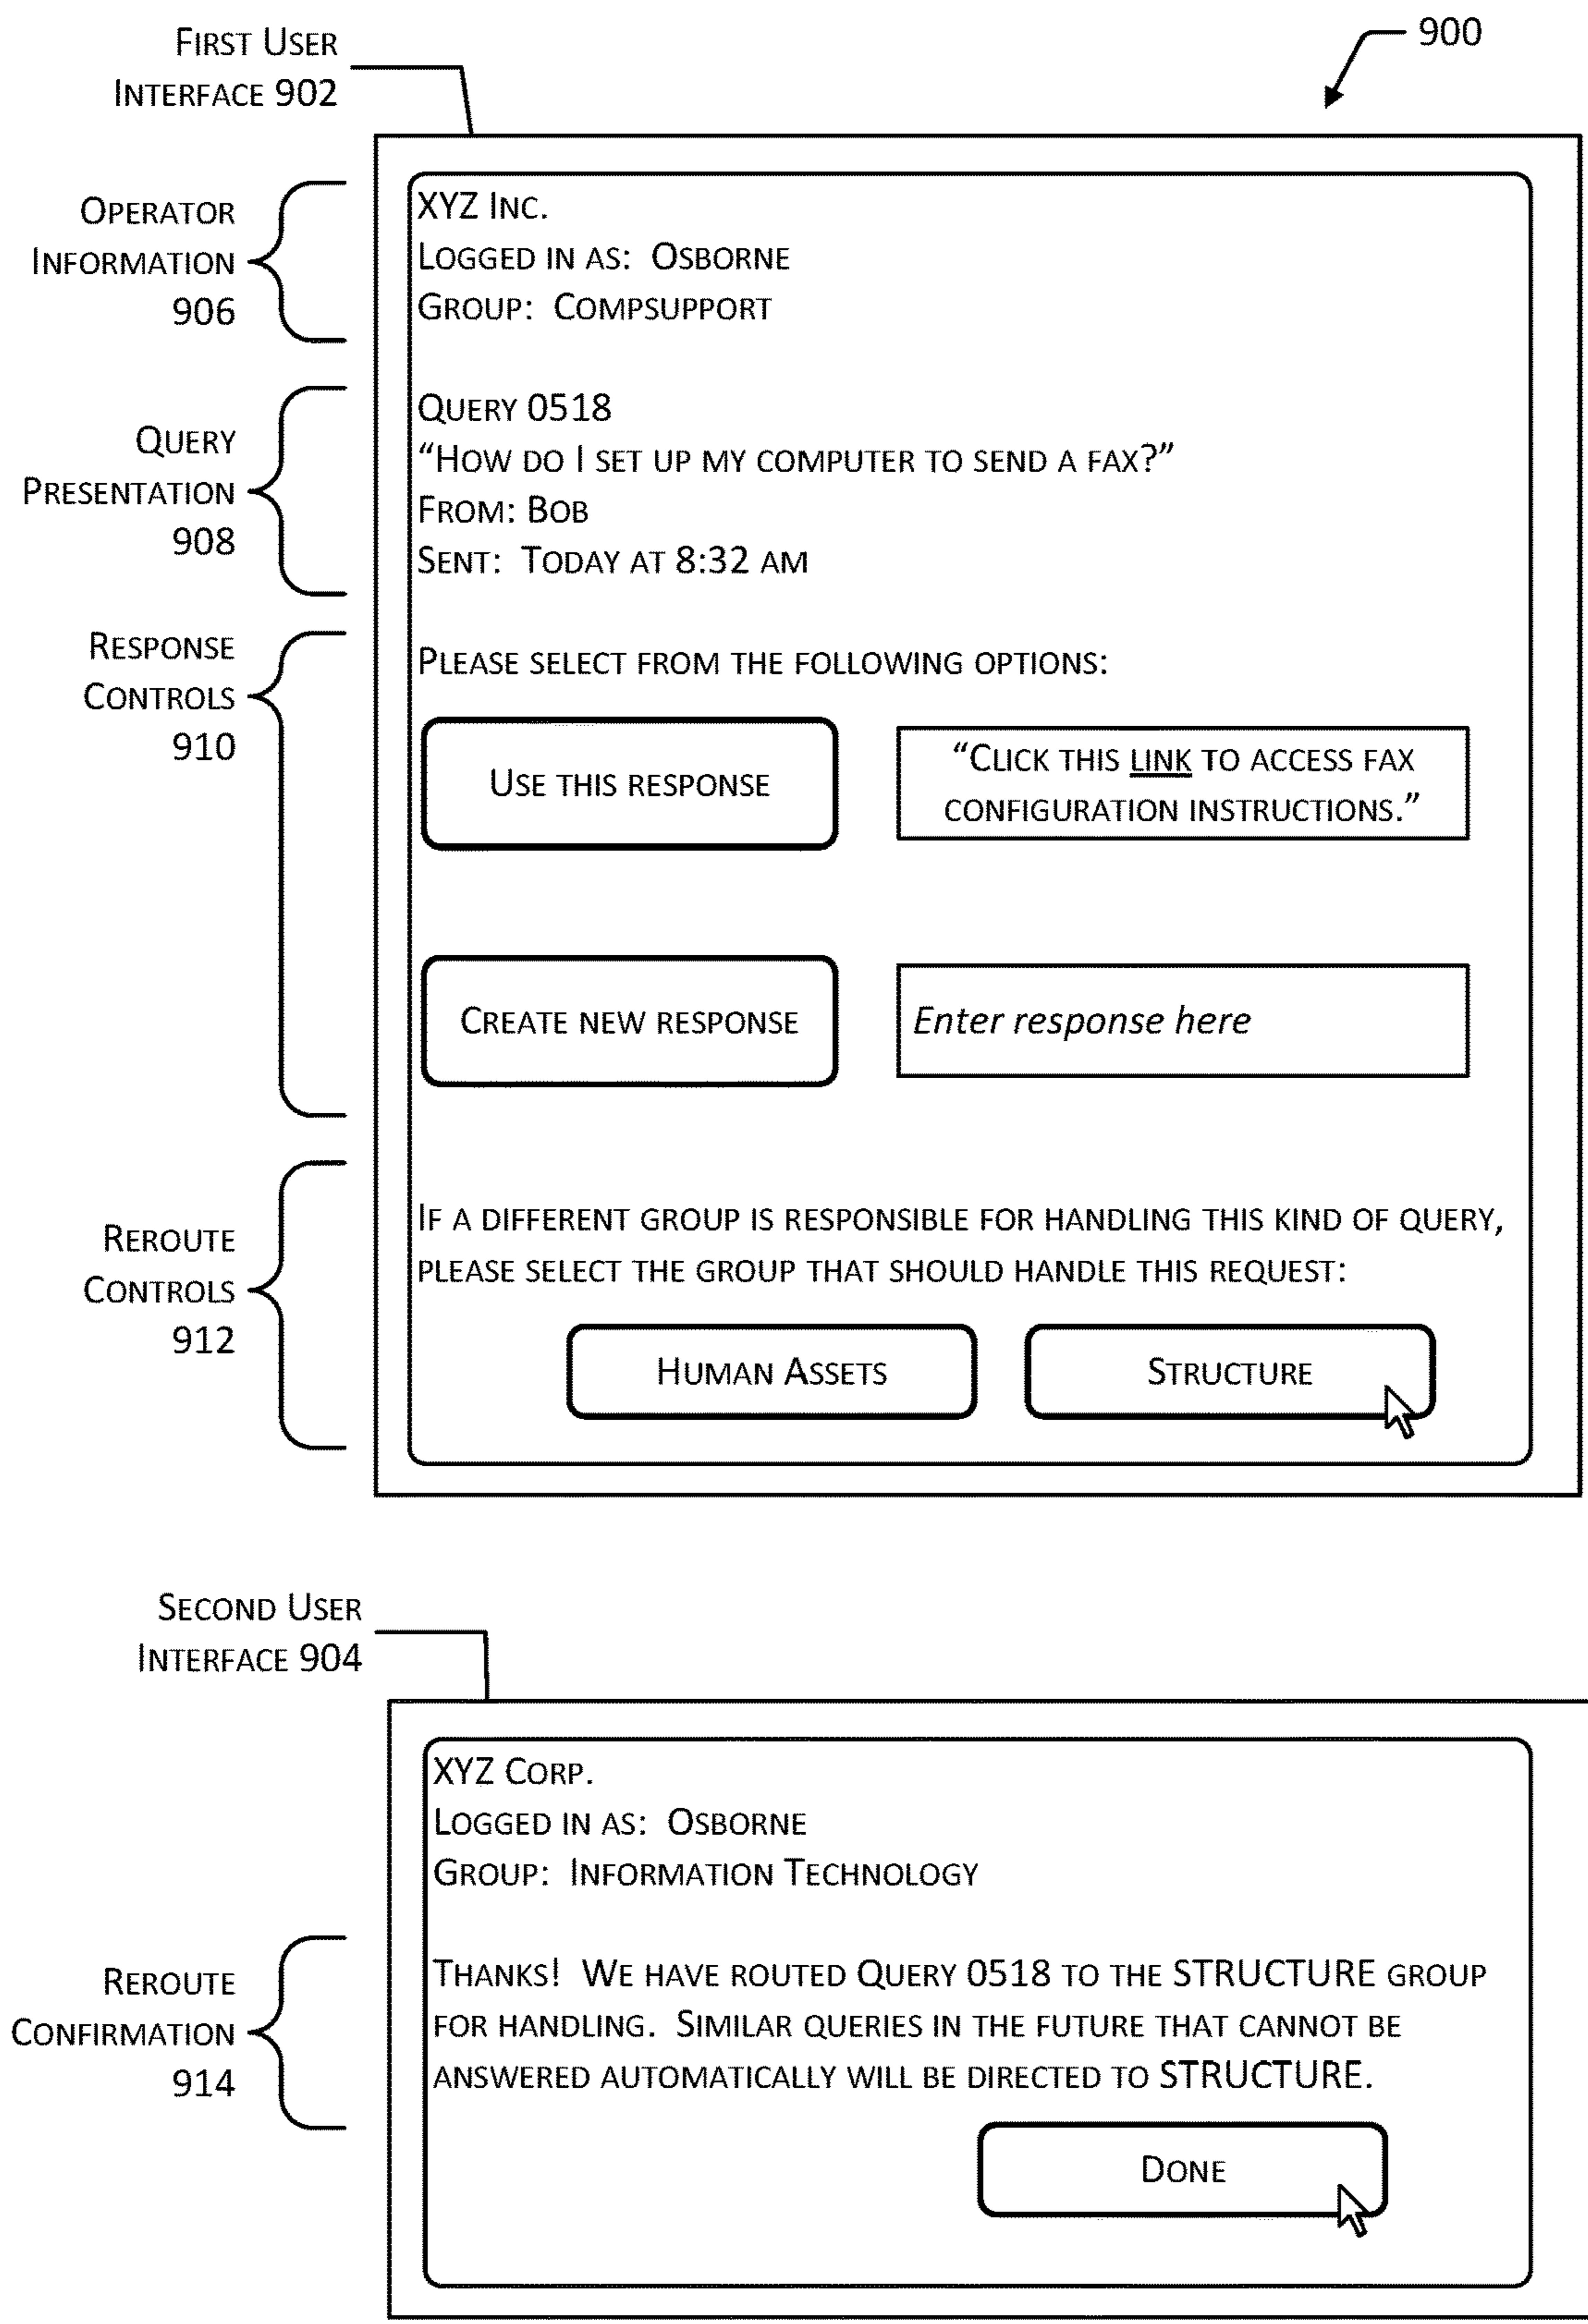 900
First User
Interface 902
Operator
Information
906
XYZ Inc.
Logged in as: Osborne
Group: Compsupport
Query
Presentation
908
Query 0518
“How do I set up my computer to send a fax?”
From: Bob
Sent: Today at 8:32 am
Response
Controls
910
Please select from the following options:
Use this response
“Click this link to access fax
configuration instructions.”
Create new response
Enter response here
Reroute
Controls
912
If a different group is responsible for handling this kind of query,
please select the group that should handle this request:
Human Assets
Structure
Second User
Interface 904
XYZ Corp.
Logged in as: Osborne
Group: Information Technology
Reroute
Confirmation
914
Thanks! We have routed Query 0518 to the STRUCTURE group
for handling. Similar queries in the future that cannot be
answered automatically will be directed to STRUCTURE.
Done